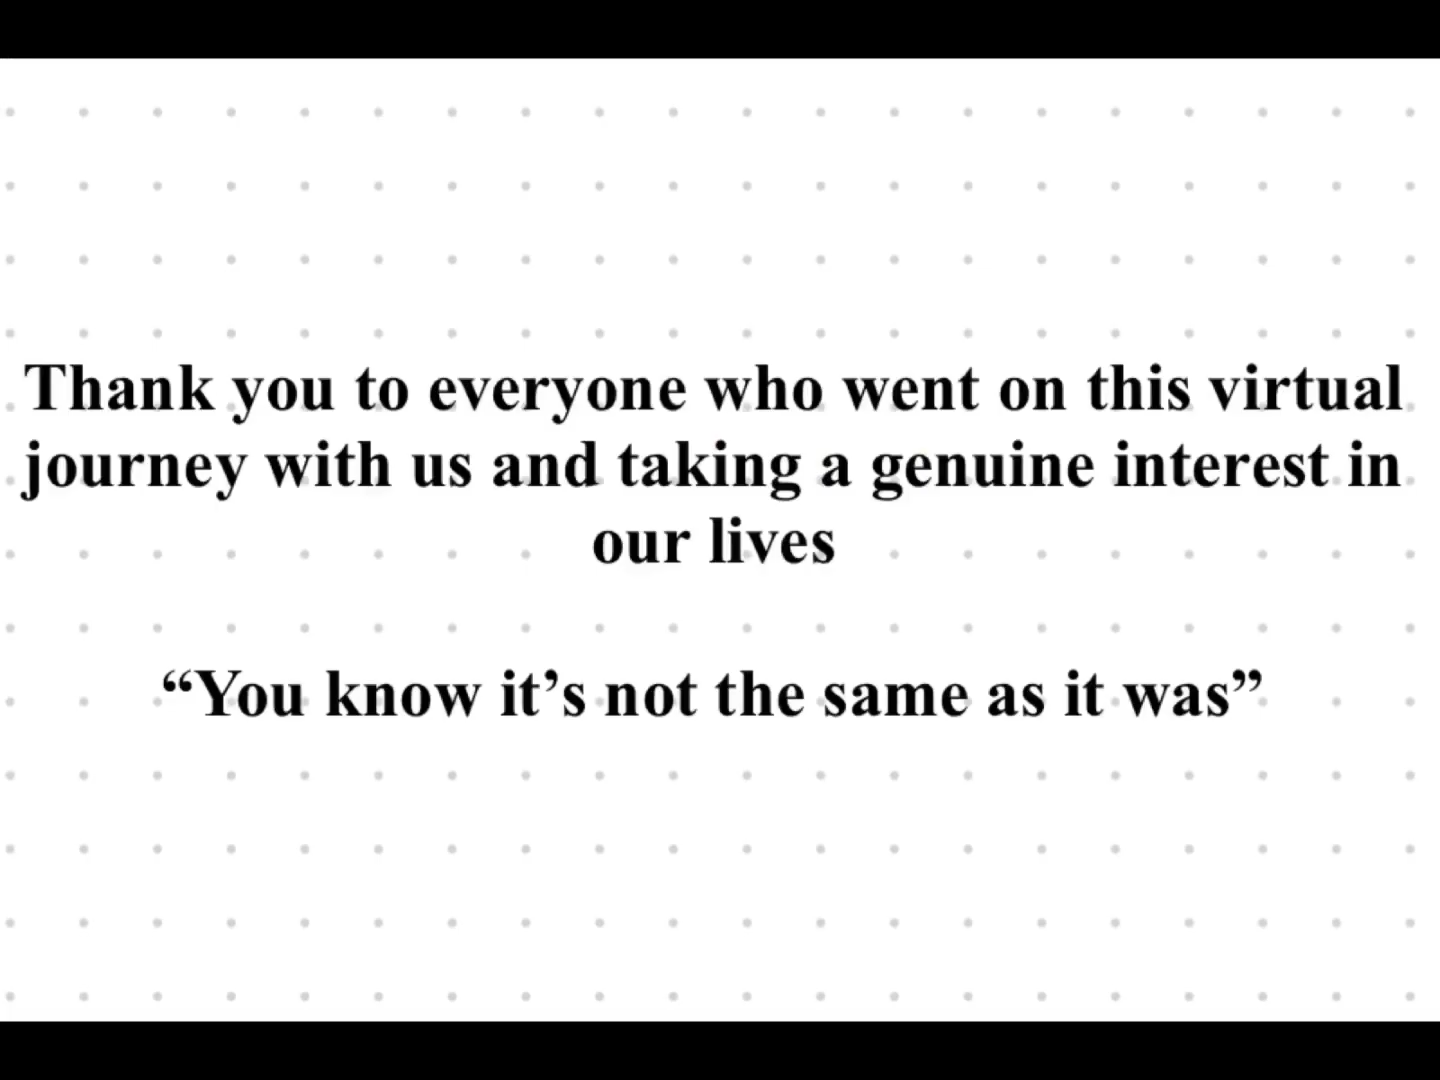 Thank you to everyone who went on this virtual
journey with us and taking a genuine interest in
our lives
“You know it’s not the same as it was”